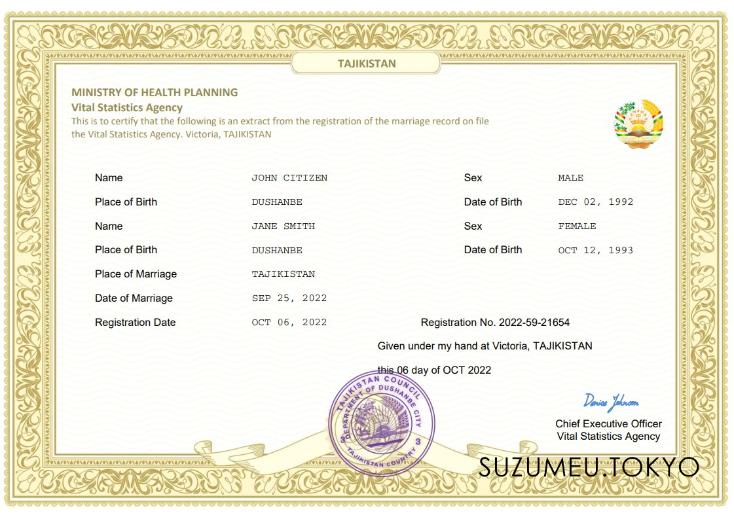 TAJIKISTAN
MINISTRY OF HEALTH PLANNING
Vital Statistics Agency
This is to certify that the following is an extract from the registration of the marriage record on file
the Vital Statistics Agency. Victoria, TAJIKISTAN
Name JOHN CITIZEN Sex MALE
Place of Birth DUSHANBE Date of Birth DEC 02, 1992
Name JANE SMITH Sex FEMALE
Place of Birth DUSHANBE Date of Birth OCT 12, 1993
Place of Marriage TAJIKISTAN
Date of Marriage SEP 25, 2022
Registration Date OCT 06, 2022 Registration No. 2022-59-21654
Given under my hand at Victoria, TAJIKISTAN
this 06 day of OCT 2022
TAJIKISTAN COUNCIL
DEPARTMENT OF DUSHANBE CITY
TAJIKISTAN COUNTRY
3
Denise Johnson
Chief Executive Officer
Vital Statistics Agency
SUZUMEU.TOKYO